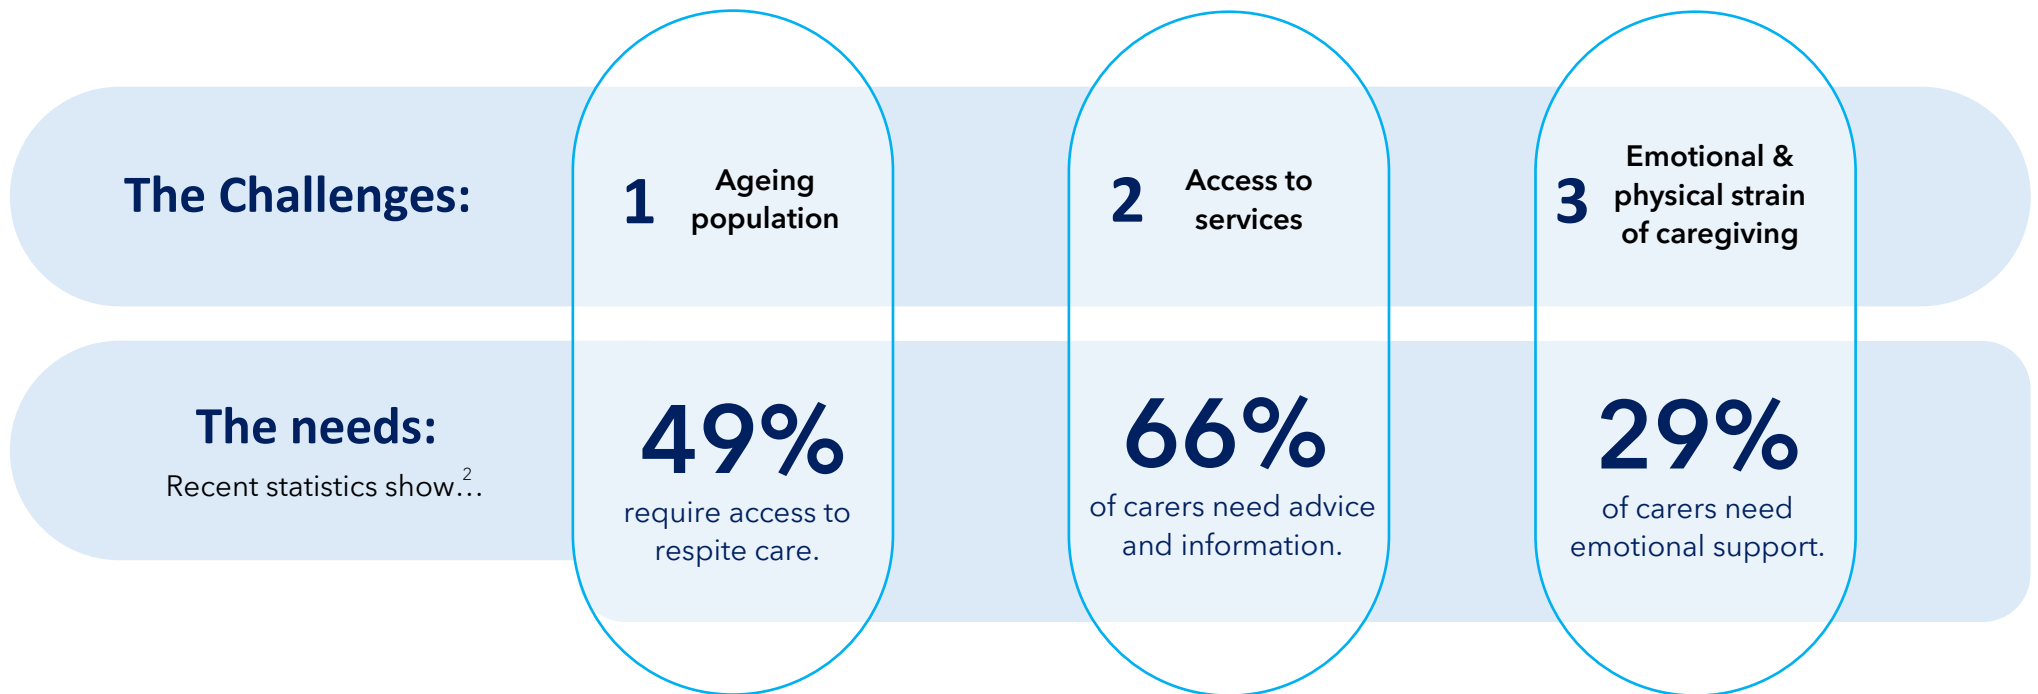 The Challenges:
1
Ageing
population
2
Access to
services
3
Emotional &
physical strain
of caregiving
The needs:
Recent statistics show...2
49%
require access to
respite care.
66%
of carers need advice
and information.
29%
of carers need
emotional support.